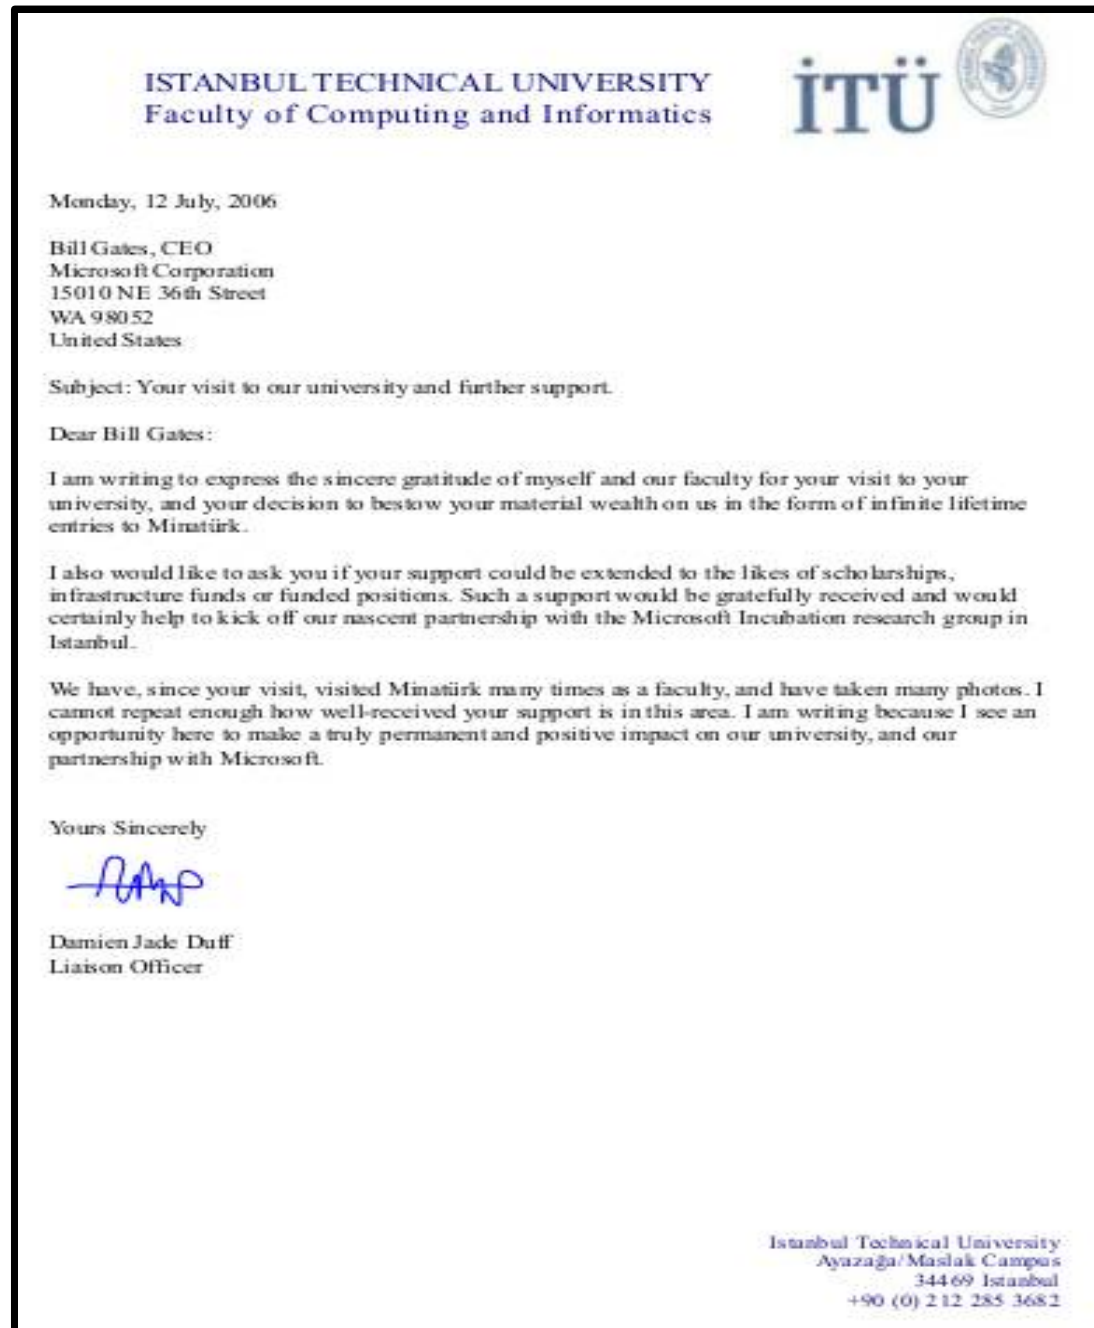 ISTANBUL TECHNICAL UNIVERSITY
Faculty of Computing and Informatics
İTÜ
Monday, 12 July, 2006
Bill Gates, CEO
Microsoft Corporation
15010 NE 36th Street
WA 98052
United States
Subject: Your visit to our university and further support.
Dear Bill Gates:
I am writing to express the sincere gratitude of myself and our faculty for your visit to your
university, and your decision to bestow your material wealth on us in the form of infinite lifetime
entries to Minatürk.
I also would like to ask you if your support could be extended to the likes of scholarships,
infrastructure funds or funded positions. Such a support would be gratefully received and would
certainly help to kick off our nascent partnership with the Microsoft Incubation research group in
Istanbul.
We have, since your visit, visited Minatürk many times as a faculty, and have taken many photos. I
cannot repeat enough how well-received your support is in this area. I am writing because I see an
opportunity here to make a truly permanent and positive impact on our university, and our
partnership with Microsoft.
Yours Sincerely
Damien Jade Duff
Liaison Officer
Istanbul Technical University
Ayazağa/Maslak Campus
34469 Istanbul
+90 (0) 212 285 3682